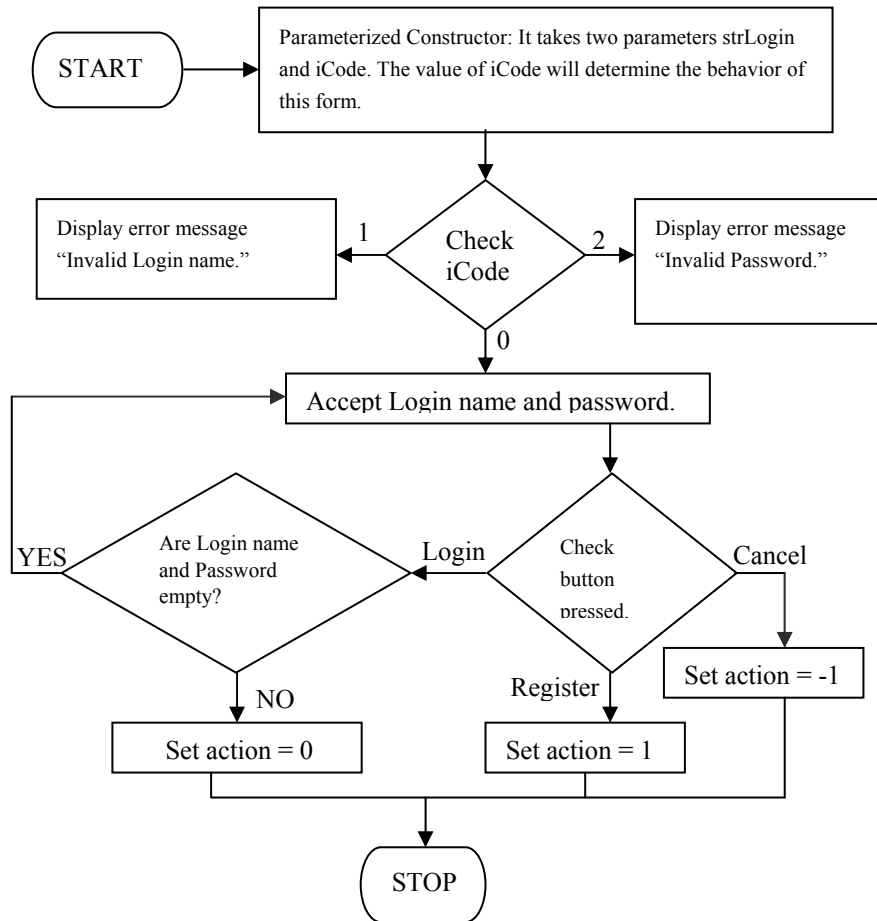 START
Parameterized Constructor: It takes two parameters strLogin
and iCode. The value of iCode will determine the behavior of
this form.
Display error message
“Invalid Login name.”
1
Check
iCode
2
Display error message
“Invalid Password.”
0
Accept Login name and password.
YES
Are Login name
and Password
empty?
Login
Check
button
pressed.
Cancel
Set action = -1
NO
Register
Set action = 0
Set action = 1
STOP